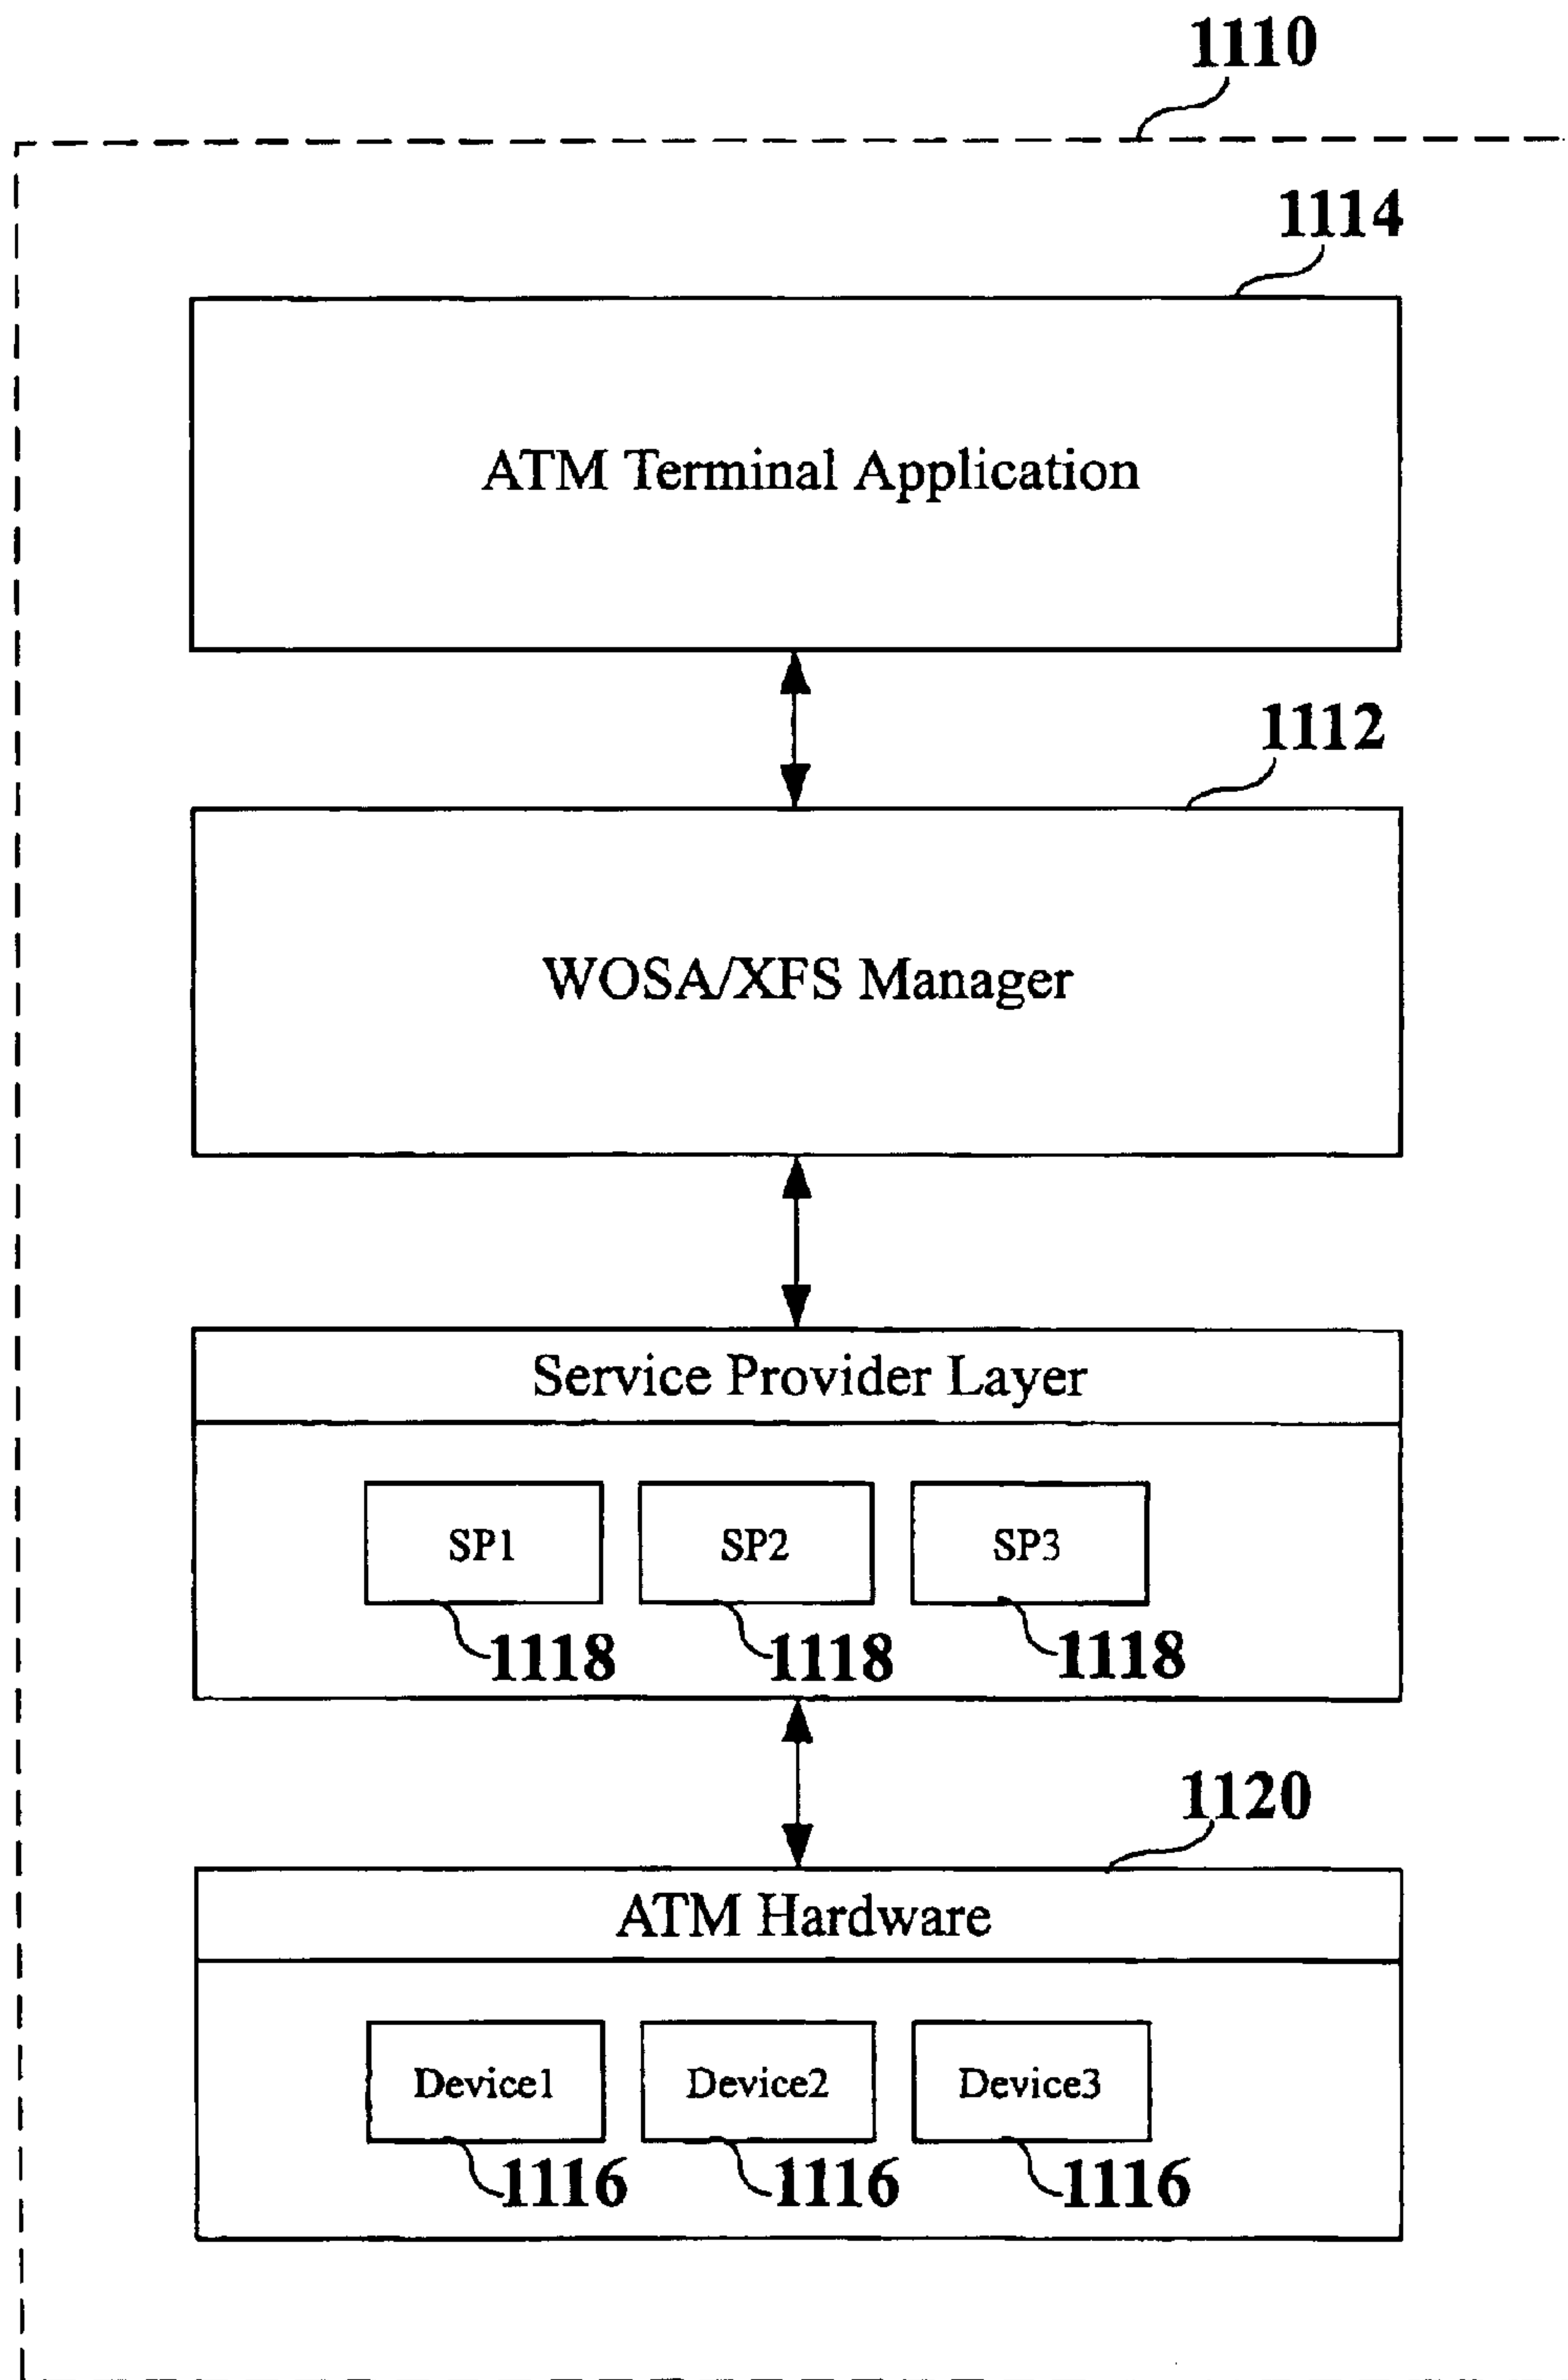 1110
1114
ATM Terminal Application
1112
WOSA/XFS Manager
Service Provider Layer
SP1 SP2 SP3
1118 1118 1118
1120
ATM Hardware
Device1 Device2 Device3
1116 1116 1116